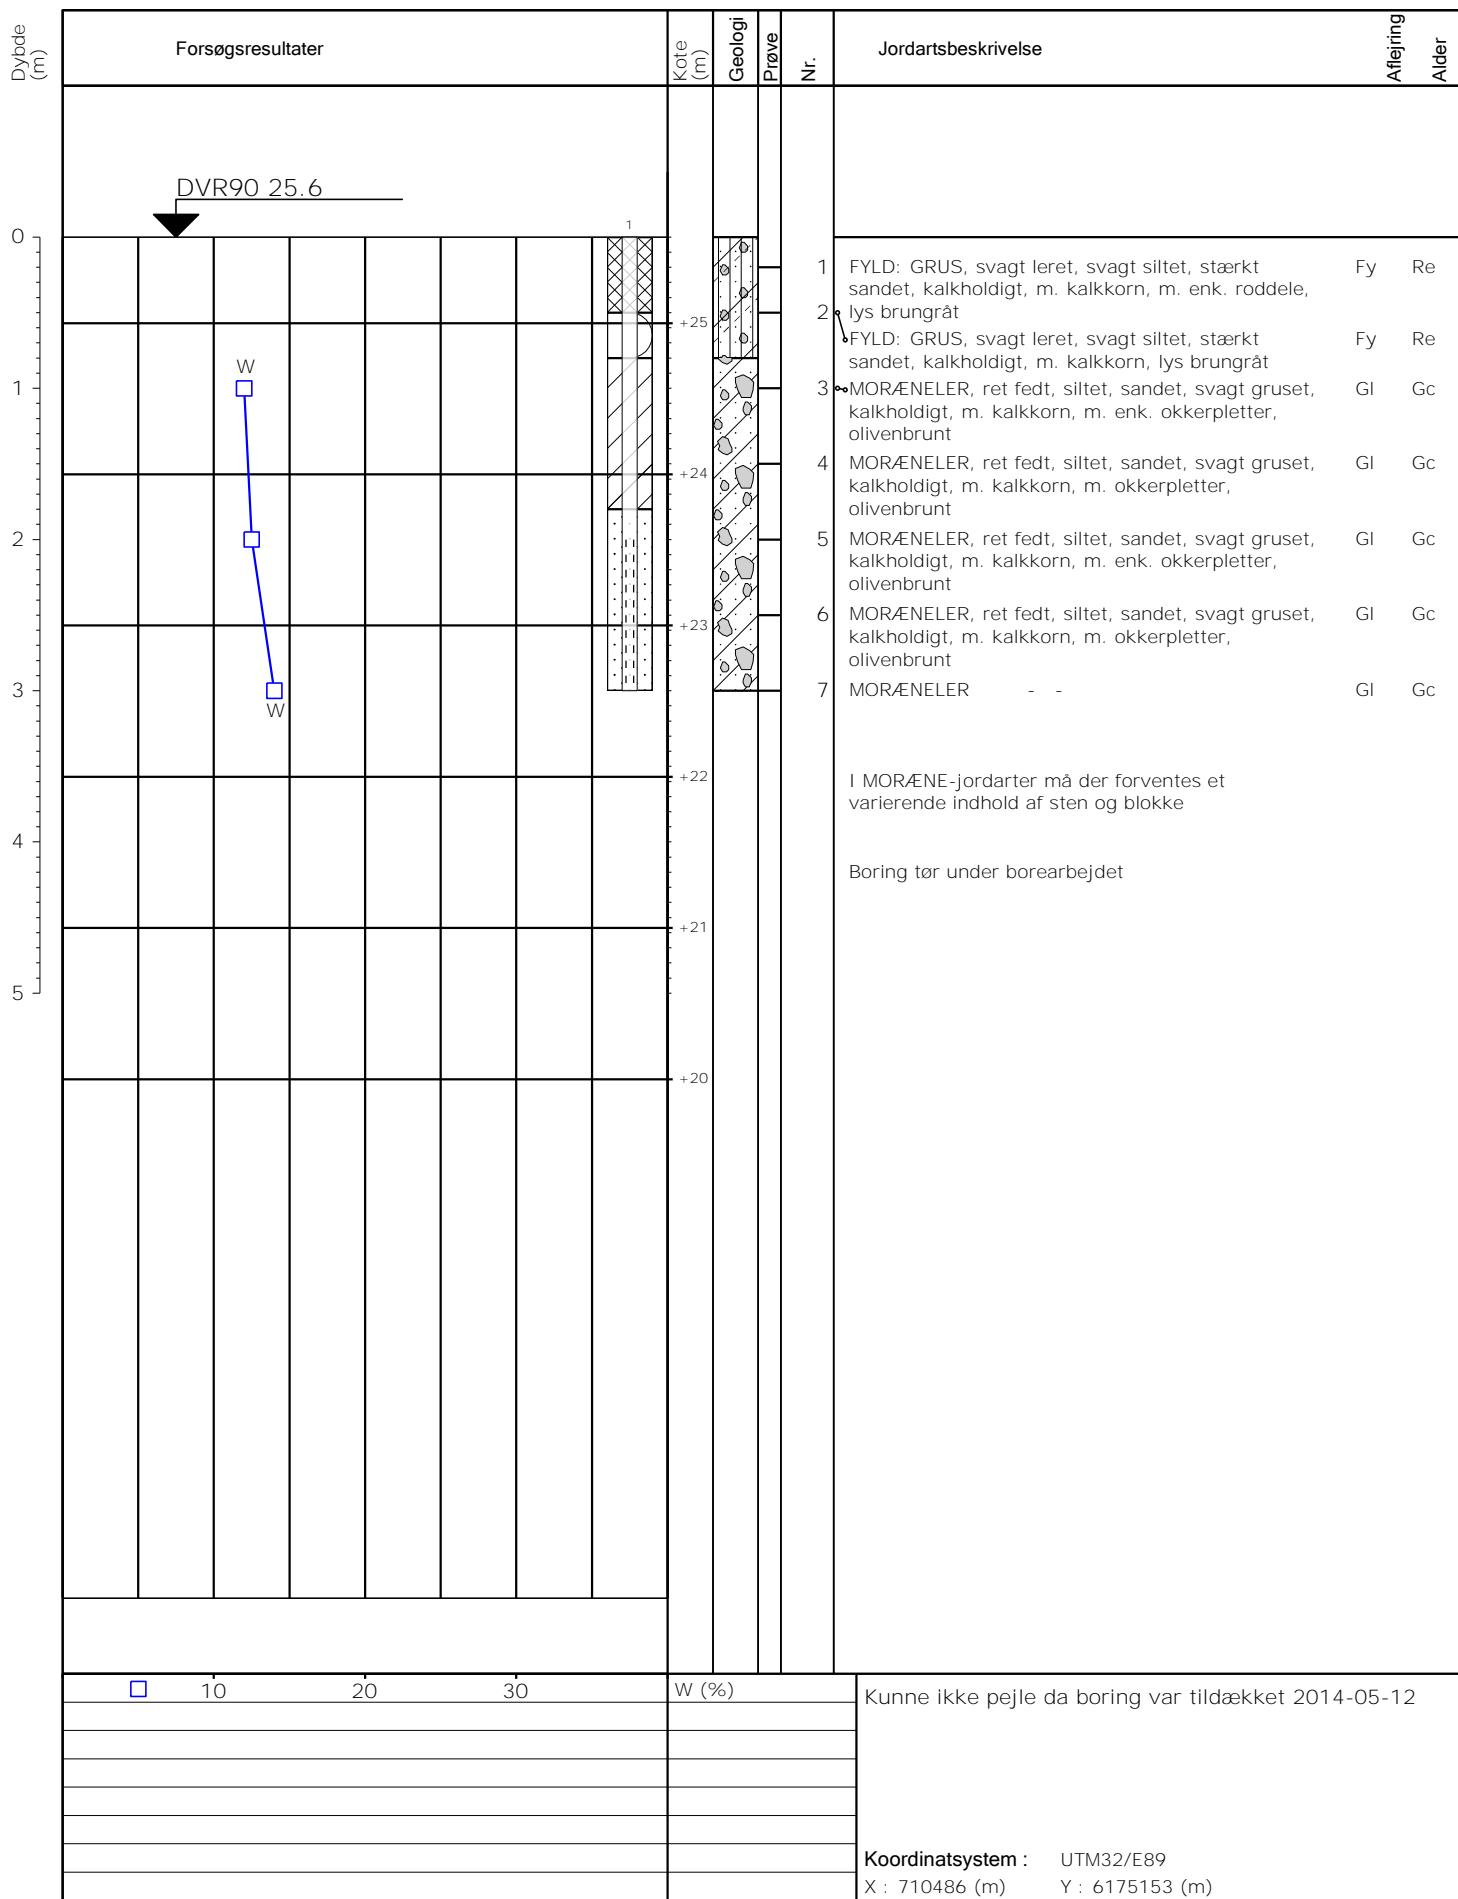 Dybde
(m)
Forsøgsresultater
Kote
(m)
Geologi
Prøve
Nr.
Jordartsbeskrivelse
Aflejring
Alder
DVR90 25.6
1
0
1
2
3
4
5
W
W
+25
+24
+23
+22
+21
+20
1 FYLD: GRUS, svagt leret, svagt siltet, stærkt Fy Re
sandet, kalkholdigt, m. kalkkorn, m. enk. roddele,
lys brungråt
2 FYLD: GRUS, svagt leret, svagt siltet, stærkt Fy Re
sandet, kalkholdigt, m. kalkkorn, lys brungråt
3 MORÆNELER, ret fedt, siltet, sandet, svagt gruset, Gl Gc
kalkholdigt, m. kalkkorn, m. enk. okkerpletter,
olivenbrunt
4 MORÆNELER, ret fedt, siltet, sandet, svagt gruset, Gl Gc
kalkholdigt, m. kalkkorn, m. okkerpletter,
olivenbrunt
5 MORÆNELER, ret fedt, siltet, sandet, svagt gruset, Gl Gc
kalkholdigt, m. kalkkorn, m. enk. okkerpletter,
olivenbrunt
6 MORÆNELER, ret fedt, siltet, sandet, svagt gruset, Gl Gc
kalkholdigt, m. kalkkorn, m. okkerpletter,
olivenbrunt
7 MORÆNELER - - Gl Gc
I MORÆNE-jordarter må der forventes et
varierende indhold af sten og blokke
Boring tør under borearbejdet
10 20 30 W (%)
Kunne ikke pejle da boring var tildækket 2014-05-12
Koordinatsystem : UTM32/E89
X : 710486 (m) Y : 6175153 (m)